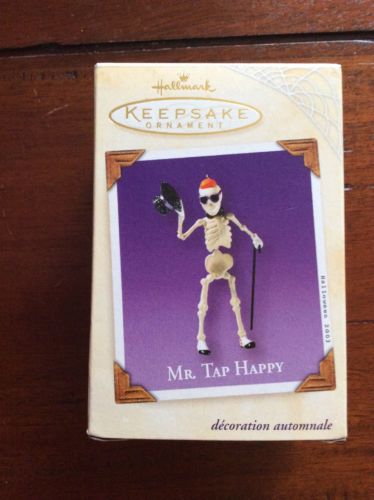 Hallmark
KEEPSAKE
ORNAMENT
Halloween 2003
MR. TAP HAPPY
décoration automnale